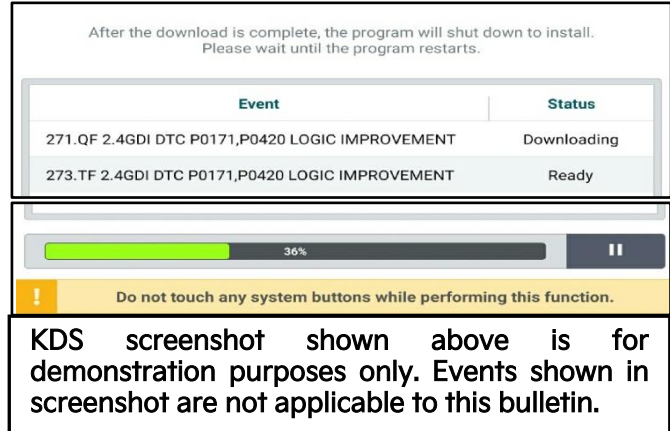 After the download is complete, the program will shut down to install.
Please wait until the program restarts.
Event Status
271.QF 2.4GDI DTC P0171,P0420 LOGIC IMPROVEMENT Downloading
273.TF 2.4GDI DTC P0171,P0420 LOGIC IMPROVEMENT Ready
36%
! Do not touch any system buttons while performing this function.
KDS screenshot shown above is for
demonstration purposes only. Events shown in
screenshot are not applicable to this bulletin.